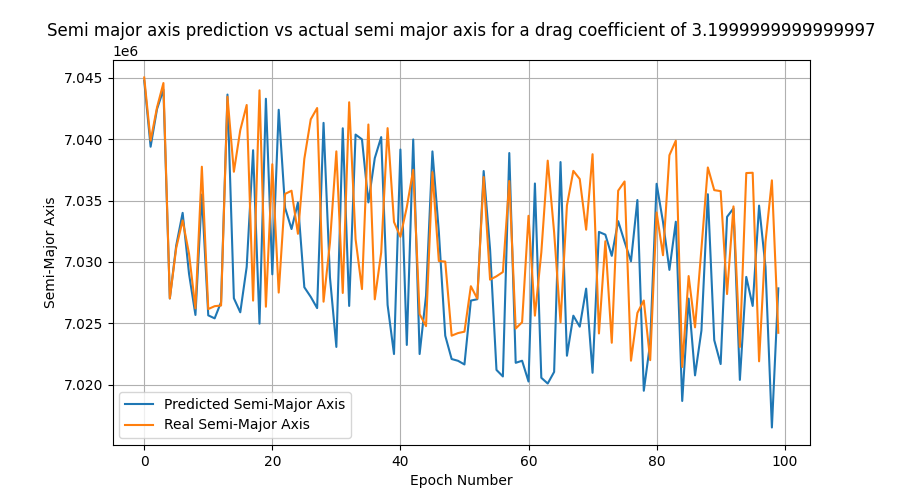 Semi major axis prediction vs actual semi major axis for a drag coefficient of 3.1999999999999997
1e6
7.045
7.040
7.035
7.030
7.025
7.020
Semi-Major Axis
Predicted Semi-Major Axis
Real Semi-Major Axis
0 20 40 60 80 100
Epoch Number